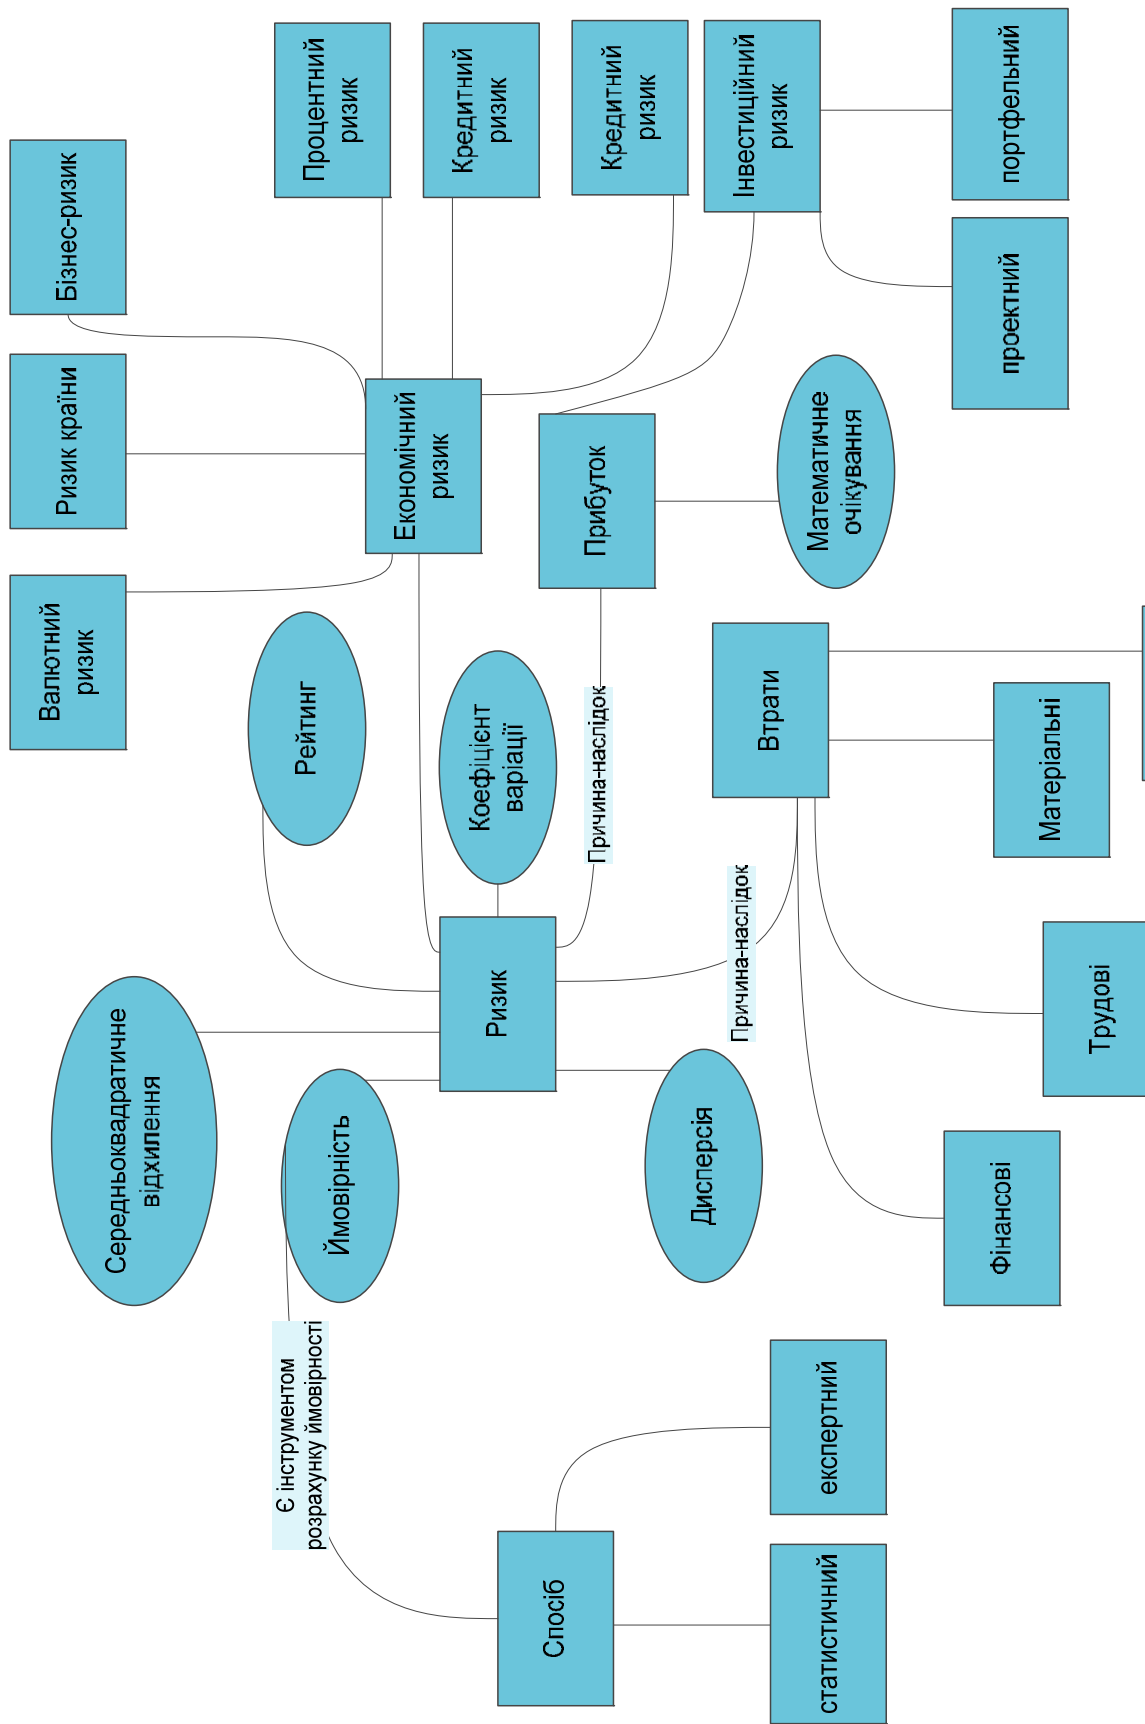 Валютний
ризик
Ризик країни
Бізнес-ризик
Середньоквадратичне
відхилення
Є інструментом
розрахунку ймовірності
Ймовірність
Рейтинг
Процентний
ризик
Економічний
ризик
Кредитний
ризик
Ризик
Коефіцієнт
варіації
Спосіб
Причина-наслідок
Прибуток
Кредитний
ризик
Дисперсія
Причина-наслідок
Втрати
Інвестиційний
ризик
статистичний
експертний
Математичне
очікування
Фінансові
Трудові
Матеріальні
проектний
портфельний